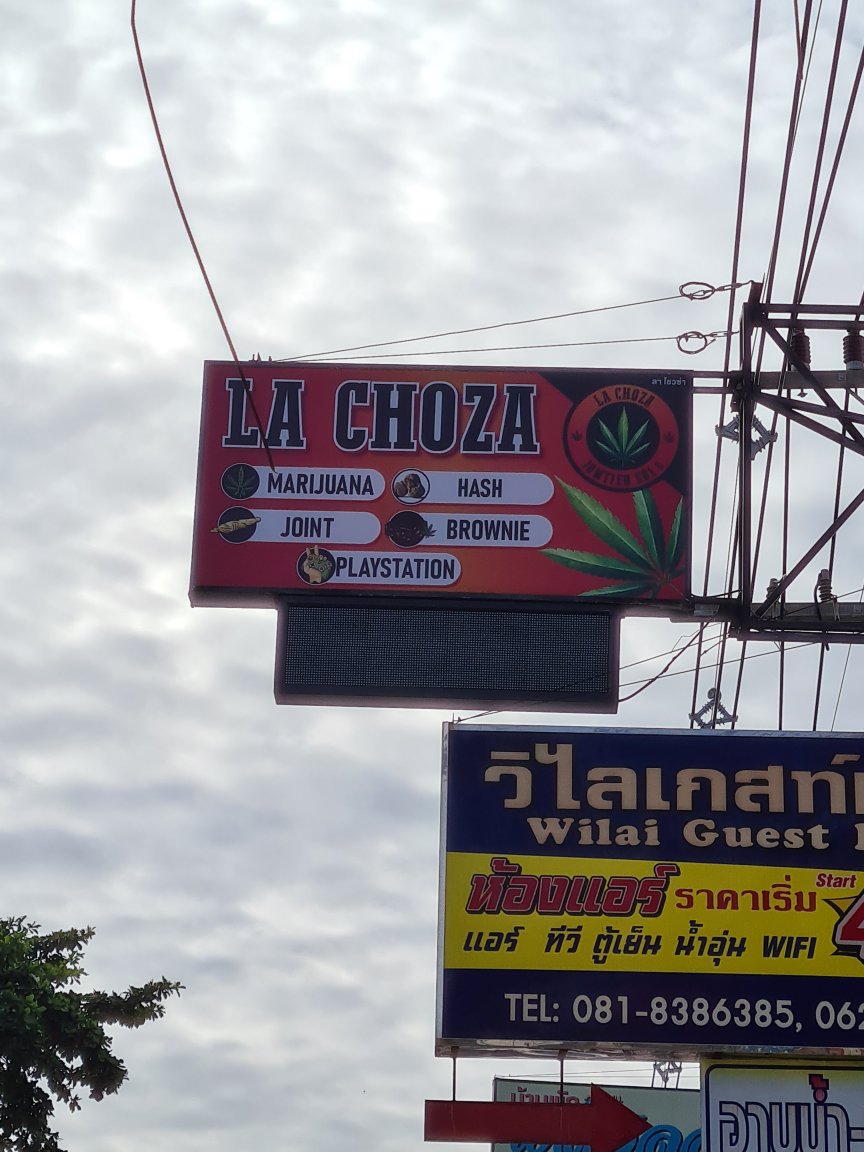 LA CHOZA
ลา โชวซ่า
LA CHOZA
MARIJUANA
HASH
JOINT
BROWNIE
PLAYSTATION
วิไลเกสท์
Wilai Guest
ห้องแอร์ ราคาเริ่ม Start
แอร์ ทีวี ตู้เย็น น้ำอุ่น WIFI
TEL: 081-8386385, 062